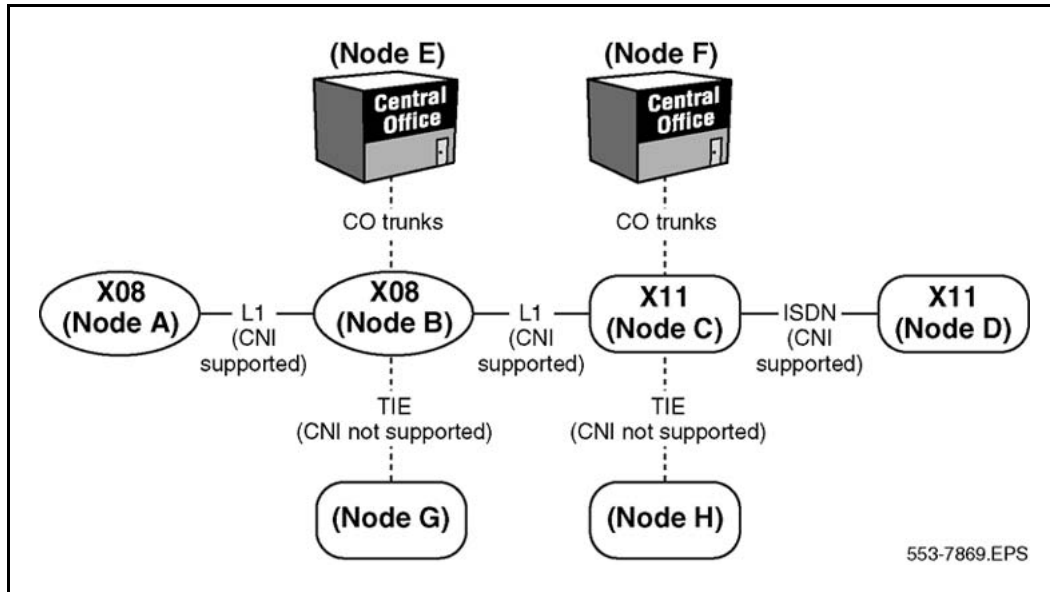 (Node E)
(Node F)
Central
Office
Central
Office
CO trunks
CO trunks
X08
(Node A)
L1
(CNI
supported)
X08
(Node B)
L1
(CNI
supported)
X11
(Node C)
ISDN
(CNI
supported)
X11
(Node D)
TIE
(CNI not supported)
TIE
(CNI not supported)
(Node G)
(Node H)
553-7869.EPS